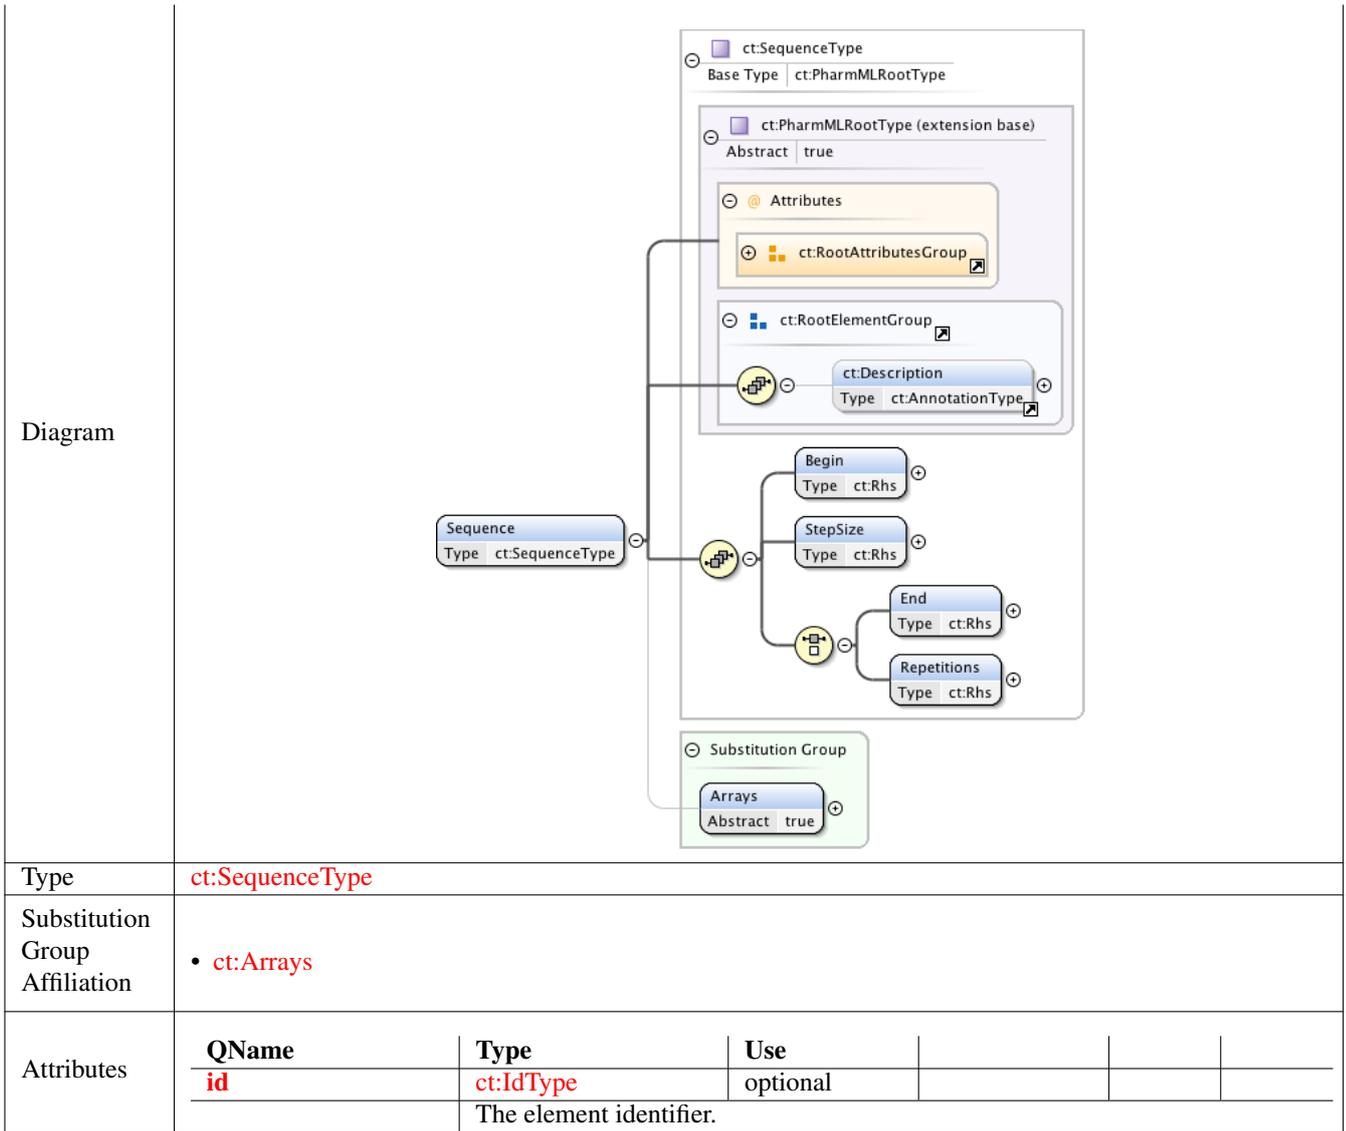 ct:SequenceType
Base Type ct:PharmMLRootType
ct:PharmMLRootType (extension base)
Abstract true
@ Attributes
ct:RootAttributesGroup
ct:RootElementGroup
ct:Description
Type ct:AnnotationType
Diagram
Begin
Type ct:Rhs
Sequence
Type ct:SequenceType
StepSize
Type ct:Rhs
End
Type ct:Rhs
Repetitions
Type ct:Rhs
Substitution Group
Arrays
Abstract true
Type ct:SequenceType
Substitution
Group
Affiliation
• ct:Arrays
Attributes
QName Type Use
id ct:IdType optional
The element identifier.